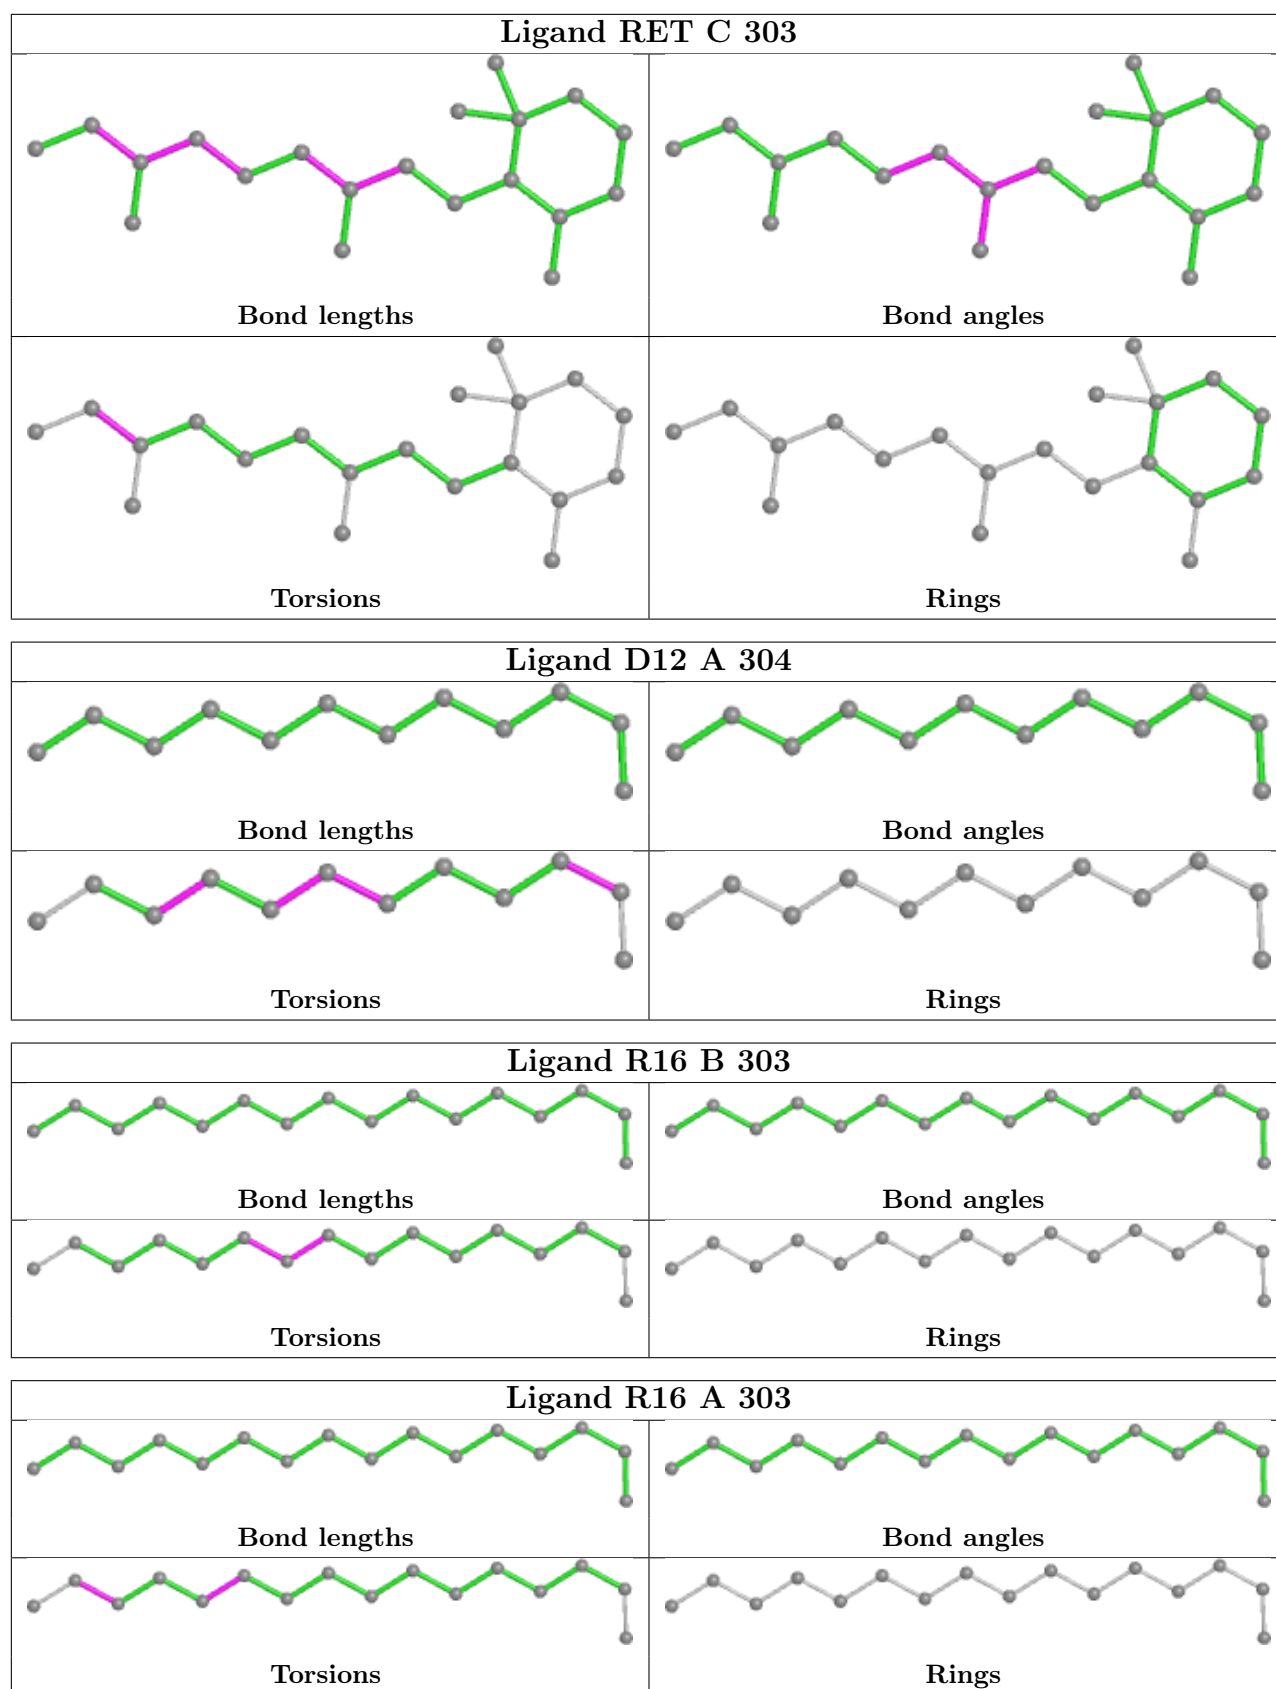 Ligand RET C 303
Bond lengths
Bond angles
Torsions
Rings
Ligand D12 A 304
Bond lengths
Bond angles
Torsions
Rings
Ligand R16 B 303
Bond lengths
Bond angles
Torsions
Rings
Ligand R16 A 303
Bond lengths
Bond angles
Torsions
Rings